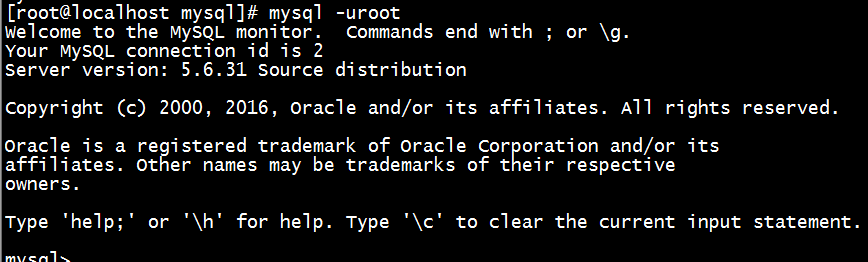 [root@localhost mysql]# mysql -uroot
Welcome to the MySQL monitor.  Commands end with ; or \g.
Your MySQL connection id is 2
Server version: 5.6.31 Source distribution
Copyright (c) 2000, 2016, Oracle and/or its affiliates. All rights reserved.
Oracle is a registered trademark of Oracle Corporation and/or its
affiliates. Other names may be trademarks of their respective
owners.
Type 'help;' or '\h' for help. Type '\c' to clear the current input statement.
mysql>